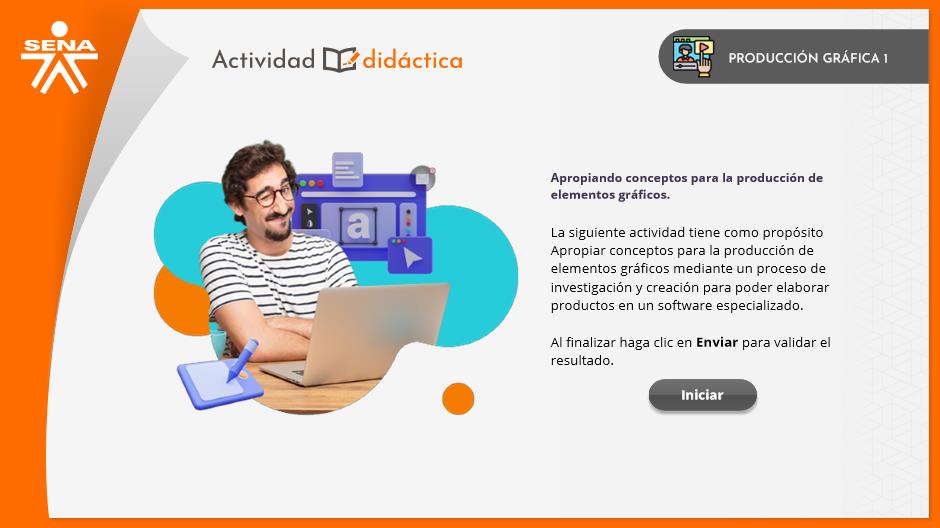 SENA
Actividad didáctica
PRODUCCIÓN GRÁFICA 1
a
Apropiando conceptos para la producción de
elementos gráficos.
La siguiente actividad tiene como propósito
Apropiar conceptos para la producción de
elementos gráficos mediante un proceso de
investigación y creación para poder elaborar
productos en un software especializado.
Al finalizar haga clic en Enviar para validar el
resultado.
Iniciar